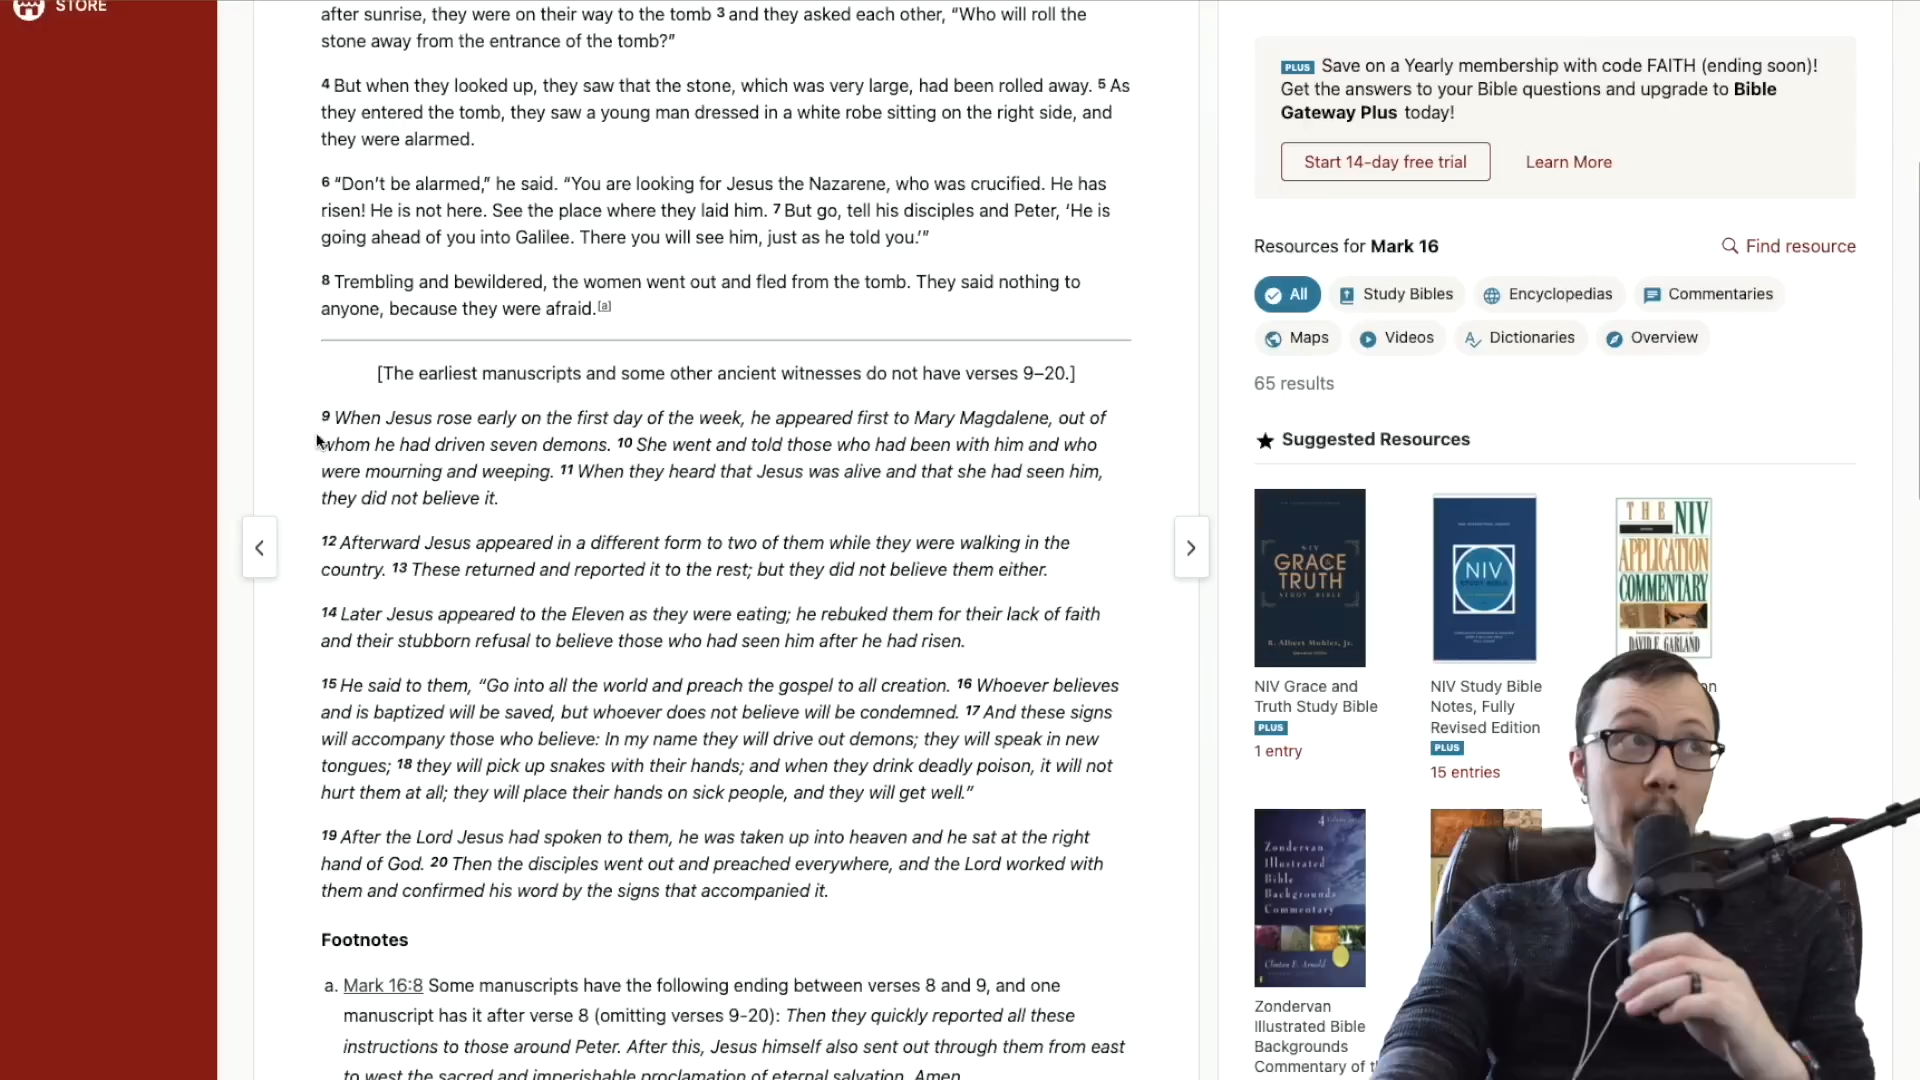 STORE
after sunrise, they were on their way to the tomb 3 and they asked each other, “Who will roll the
stone away from the entrance of the tomb?”
4 But when they looked up, they saw that the stone, which was very large, had been rolled away. 5 As
they entered the tomb, they saw a young man dressed in a white robe sitting on the right side, and
they were alarmed.
6 “Don’t be alarmed,” he said. “You are looking for Jesus the Nazarene, who was crucified. He has
risen! He is not here. See the place where they laid him. 7 But go, tell his disciples and Peter, ‘He is
going ahead of you into Galilee. There you will see him, just as he told you.’”
8 Trembling and bewildered, the women went out and fled from the tomb. They said nothing to
anyone, because they were afraid.[a]
[The earliest manuscripts and some other ancient witnesses do not have verses 9–20.]
9 When Jesus rose early on the first day of the week, he appeared first to Mary Magdalene, out of
whom he had driven seven demons. 10 She went and told those who had been with him and who
were mourning and weeping. 11 When they heard that Jesus was alive and that she had seen him,
they did not believe it.
12 Afterward Jesus appeared in a different form to two of them while they were walking in the
country. 13 These returned and reported it to the rest; but they did not believe them either.
14 Later Jesus appeared to the Eleven as they were eating; he rebuked them for their lack of faith
and their stubborn refusal to believe those who had seen him after he had risen.
15 He said to them, “Go into all the world and preach the gospel to all creation. 16 Whoever believes
and is baptized will be saved, but whoever does not believe will be condemned. 17 And these signs
will accompany those who believe: In my name they will drive out demons; they will speak in new
tongues; 18 they will pick up snakes with their hands; and when they drink deadly poison, it will not
hurt them at all; they will place their hands on sick people, and they will get well.”
19 After the Lord Jesus had spoken to them, he was taken up into heaven and he sat at the right
hand of God. 20 Then the disciples went out and preached everywhere, and the Lord worked with
them and confirmed his word by the signs that accompanied it.
Footnotes
a. Mark 16:8 Some manuscripts have the following ending between verses 8 and 9, and one
manuscript has it after verse 8 (omitting verses 9-20): Then they quickly reported all these
instructions to those around Peter. After this, Jesus himself also sent out through them from east
to west the sacred and imperishable proclamation of eternal salvation. Amen.
PLUS Save on a Yearly membership with code FAITH (ending soon)!
Get the answers to your Bible questions and upgrade to Bible
Gateway Plus today!
Start 14-day free trial
Learn More
Resources for Mark 16
Find resource
All
Study Bibles
Encyclopedias
Commentaries
Maps
Videos
Dictionaries
Overview
65 results
Suggested Resources
NIV
GRACE
TRUTH
STUDY BIBLE
R. Albert Mohler, Jr.
NIV
STUDY BIBLE
THE NIV
APPLICATION
COMMENTARY
DAVID E. GARLAND
NIV Grace and
Truth Study Bible
PLUS
1 entry
NIV Study Bible
Notes, Fully
Revised Edition
PLUS
15 entries
Zondervan
Illustrated
Bible
Backgrounds
Commentary
Clinton E. Arnold
Zondervan
Illustrated Bible
Backgrounds
Commentary of